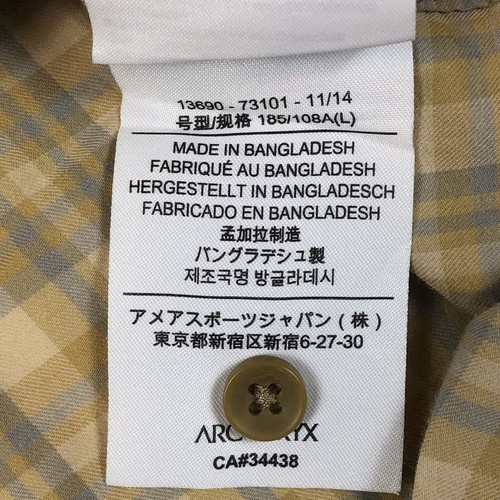 13690 - 73101 - 11/14
号型/规格 185/108A(L)
MADE IN BANGLADESH
FABRIQUÉ AU BANGLADESH
HERGESTELLT IN BANGLADESCH
FABRICADO EN BANGLADESH
孟加拉制造
バングラデシュ製
제조국명 방글라데시
アメアスポーツジャパン(株)
東京都新宿区新宿6-27-30
CA#34438